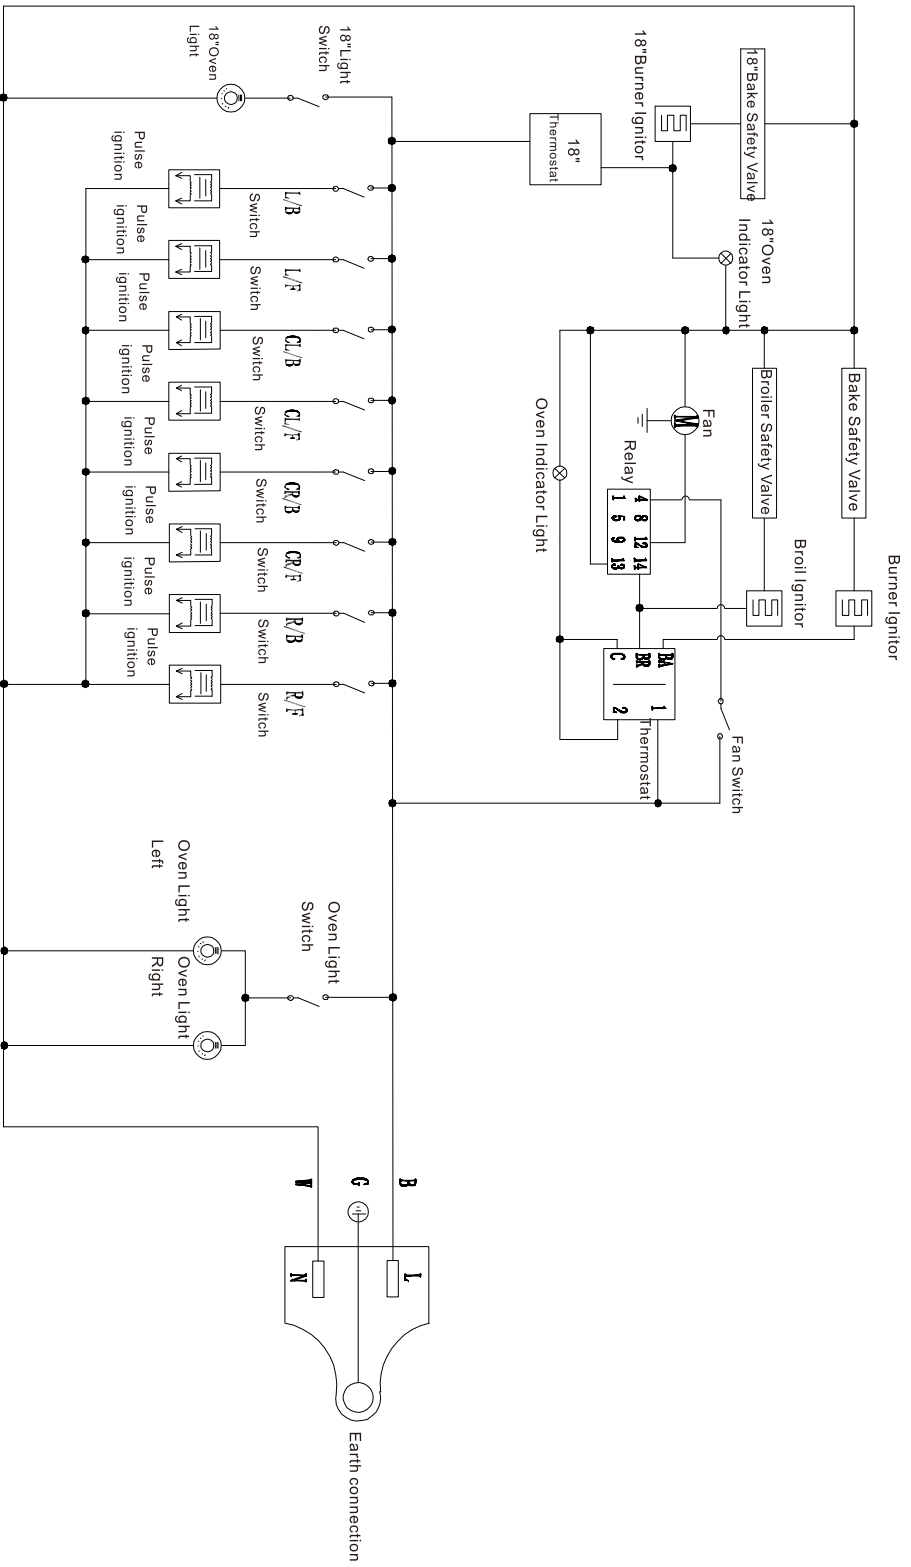 18"Light
Switch
18"Oven
Light
18"
Thermostat
18"Burner Ignitor
18"Bake Safety Valve
18"Oven
Indicator Light
Pulse
ignition
L/B
Switch
Pulse
ignition
L/F
Switch
Pulse
ignition
CL/B
Switch
Pulse
ignition
CL/F
Switch
Pulse
ignition
CR/B
Switch
Pulse
ignition
CR/F
Switch
Pulse
ignition
R/B
Switch
Pulse
ignition
R/F
Switch
Oven Indicator Light
Fan
M
Relay
4 8 12 14
1 5 9 13
Broiler Safety Valve
Bake Safety Valve
Broil Ignitor
Burner Ignitor
BA
BR
C
1
2
Thermostat
Fan Switch
Oven Light
Left
Oven Light
Right
Oven Light
Switch
B
G
W
L
N
Earth connection